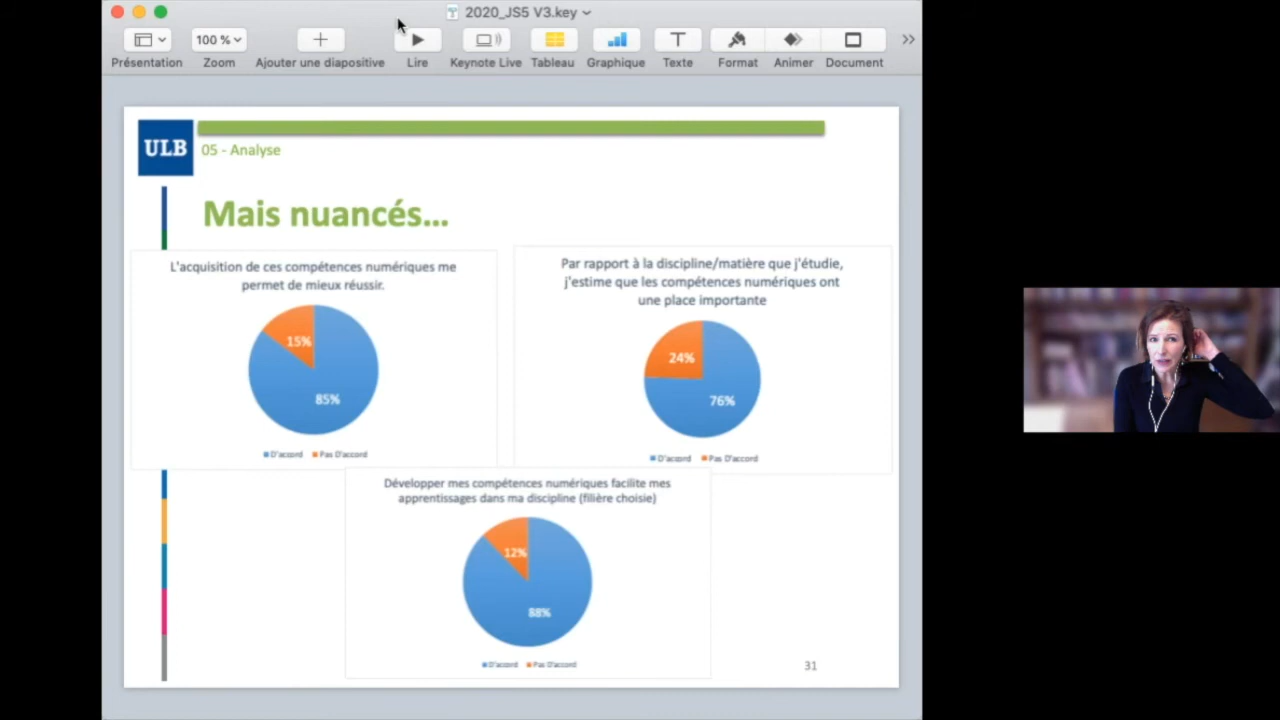 2020_JS5 V3.key
100 %
Présentation
Zoom
Ajouter une diapositive
Lire
Keynote Live
Tableau
Graphique
Texte
Format
Animer
Document
ULB
05 - Analyse
Mais nuancés...
L'acquisition de ces compétences numériques me
permet de mieux réussir.
15%
85%
D'accord Pas D'accord
Par rapport à la discipline/matière que j'étudie,
j'estime que les compétences numériques ont
une place importante
24%
76%
D'accord Pas D'accord
Développer mes compétences numériques facilite mes
apprentissages dans ma discipline (filière choisie)
12%
88%
D'accord Pas D'accord
31